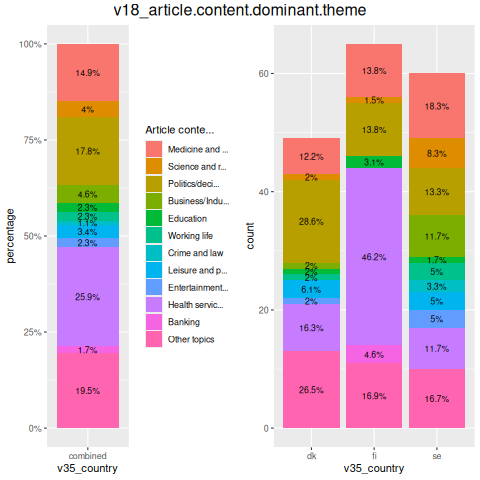 v18_article.content.dominant.theme
percentage
100%
75%
50%
25%
0%
14.9%
4%
17.8%
4.6%
2.3%
2.3%
1.1%
3.4%
2.3%
25.9%
1.7%
19.5%
combined
v35_country
Article conte...
Medicine and ...
Science and r...
Politics/deci...
Business/Indu...
Education
Working life
Crime and law
Leisure and p...
Entertainment...
Health servic...
Banking
Other topics
count
60
40
20
0
12.2%
2%
28.6%
2%
2%
2%
6.1%
2%
16.3%
26.5%
13.8%
1.5%
13.8%
3.1%
46.2%
4.6%
16.9%
18.3%
8.3%
13.3%
11.7%
1.7%
5%
3.3%
5%
5%
11.7%
16.7%
dk fi se
v35_country